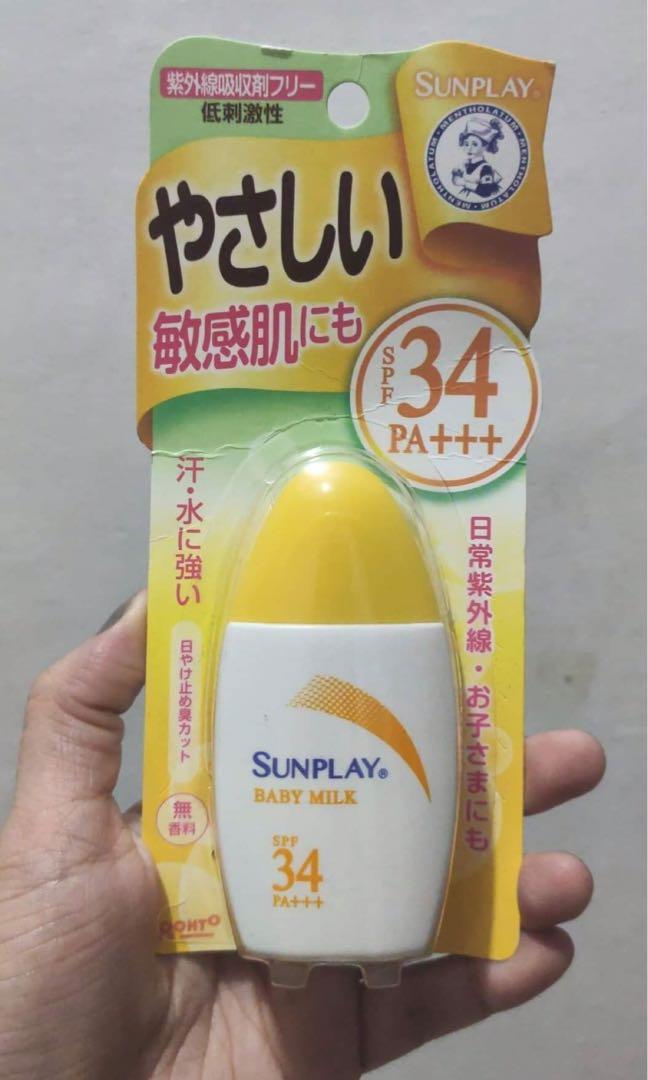 紫外線吸収剤フリー
低刺激性
SUNPLAY®
MENTHOLATUM・MENTHOLATUM・MENTHOLATUM
やさしい
敏感肌にも
SPF
34
PA+++
汗・水に強い
日常紫外線・お子さまにも
日やけ止め臭カット
無
香料
SUNPLAY®
BABY MILK
SPF
34
PA+++
ROHTO